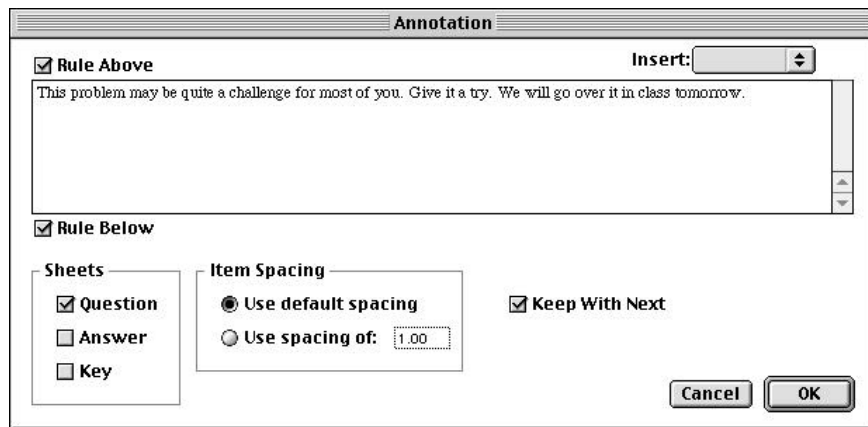 Annotation
Rule Above
Insert:
This problem may be quite a challenge for most of you. Give it a try. We will go over it in class tomorrow.
Rule Below
Sheets
Question
Answer
Key
Item Spacing
Use default spacing
Use spacing of: 1.00
Keep With Next
Cancel
OK